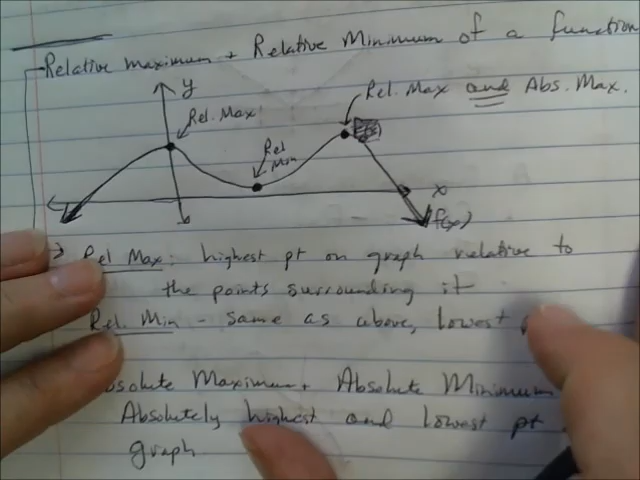 Relative maximum + Relative Minimum of a function
y
Rel. Max and Abs. Max.
Rel. Max
Rel
Min
x
f(x)
Rel Max: highest pt on graph relative to
the points surrounding it
Rel. Min - same as above, lowest
Absolute Maximum + Absolute Minimum
Absolutely highest and lowest pt
graph